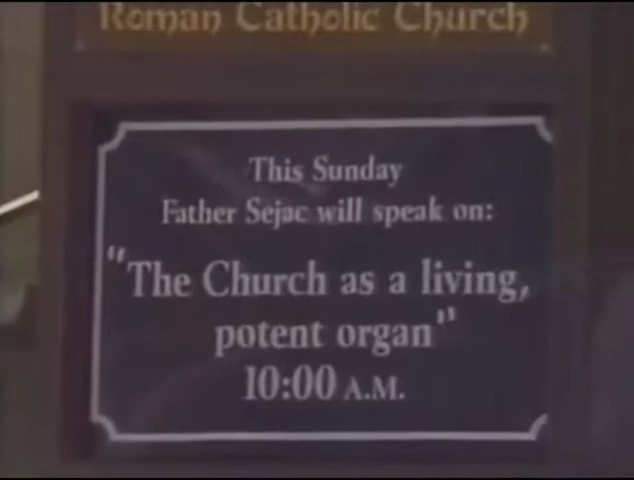 Roman Catholic Church
This Sunday
Father Sejac will speak on:
"The Church as a living,
potent organ"
10:00 A.M.